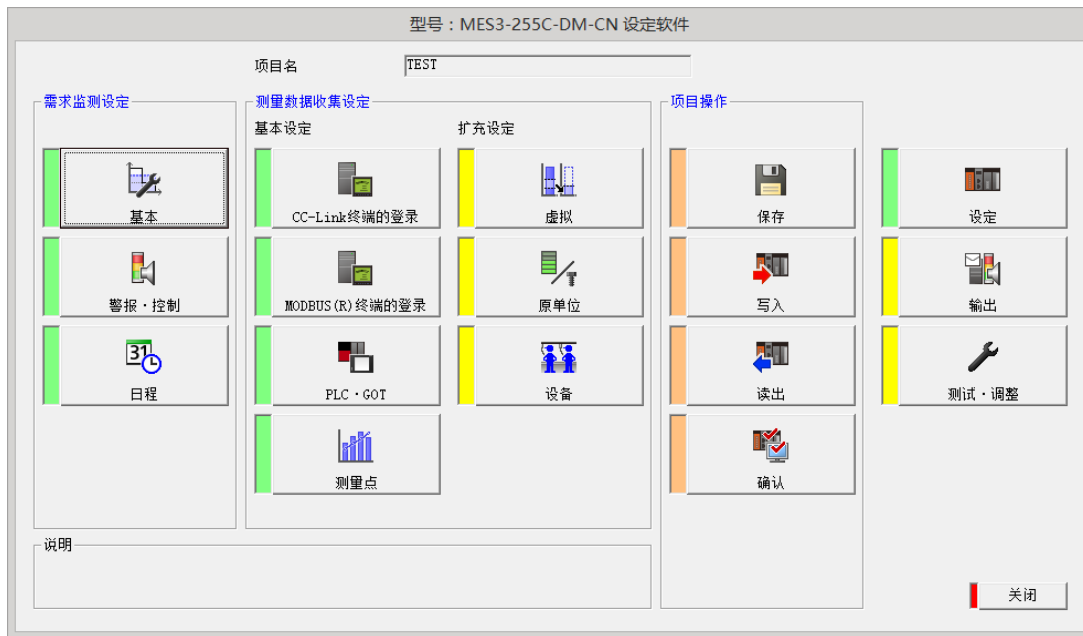 型号：MES3-255C-DM-CN 设定软件
项目名 TEST
需求监测设定 测量数据收集设定 项目操作
基本设定 扩充设定
基本 CC-Link终端的登录 虚拟 保存 设定
警报・控制 MODBUS(R)终端的登录 原单位 写入 输出
31
日程 PLC・GOT 设备 读出 测试・调整
测量点 确认
说明
关闭